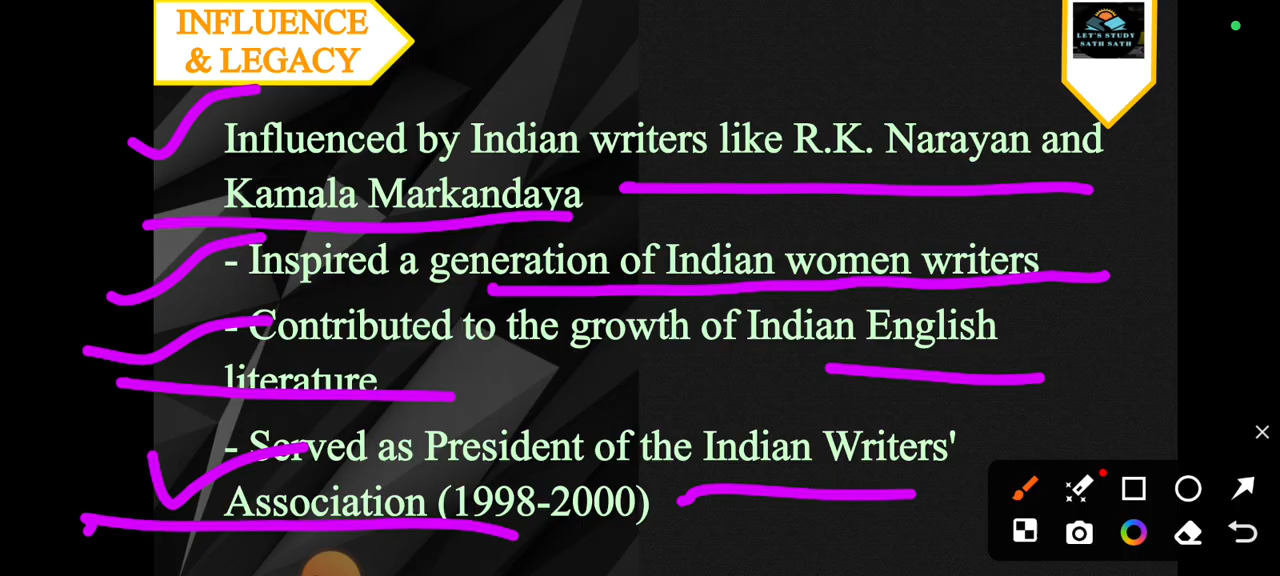 INFLUENCE
& LEGACY
LET'S STUDY
SATH SATH
Influenced by Indian writers like R.K. Narayan and
Kamala Markandaya
- Inspired a generation of Indian women writers
- Contributed to the growth of Indian English
literature
- Served as President of the Indian Writers'
Association (1998-2000)